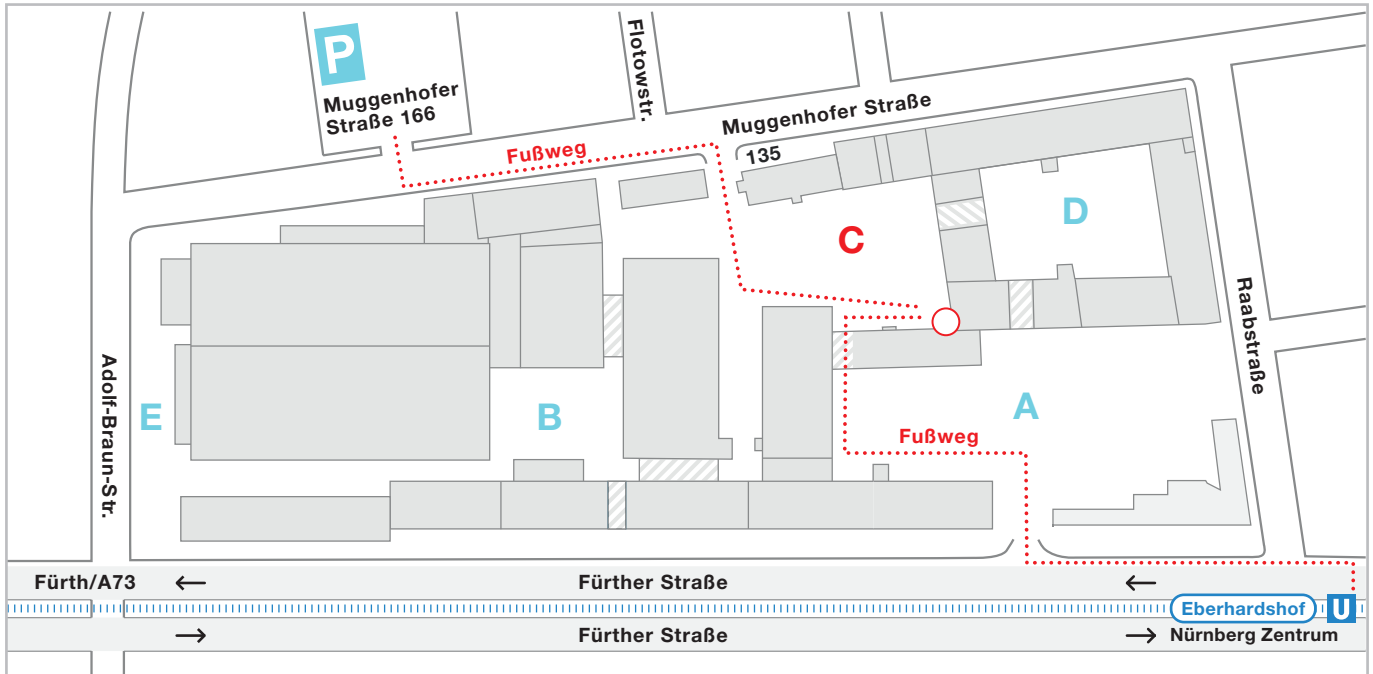 P
Muggenhofer
Straße 166
Flotowstr.
Muggenhofer Straße
135
Fußweg
C
D
Raabstraße
Adolf-Braun-Str.
E
B
A
Fußweg
Fürth/A73 ← Fürther Straße ←
Eberhardshof U
→ Fürther Straße → Nürnberg Zentrum